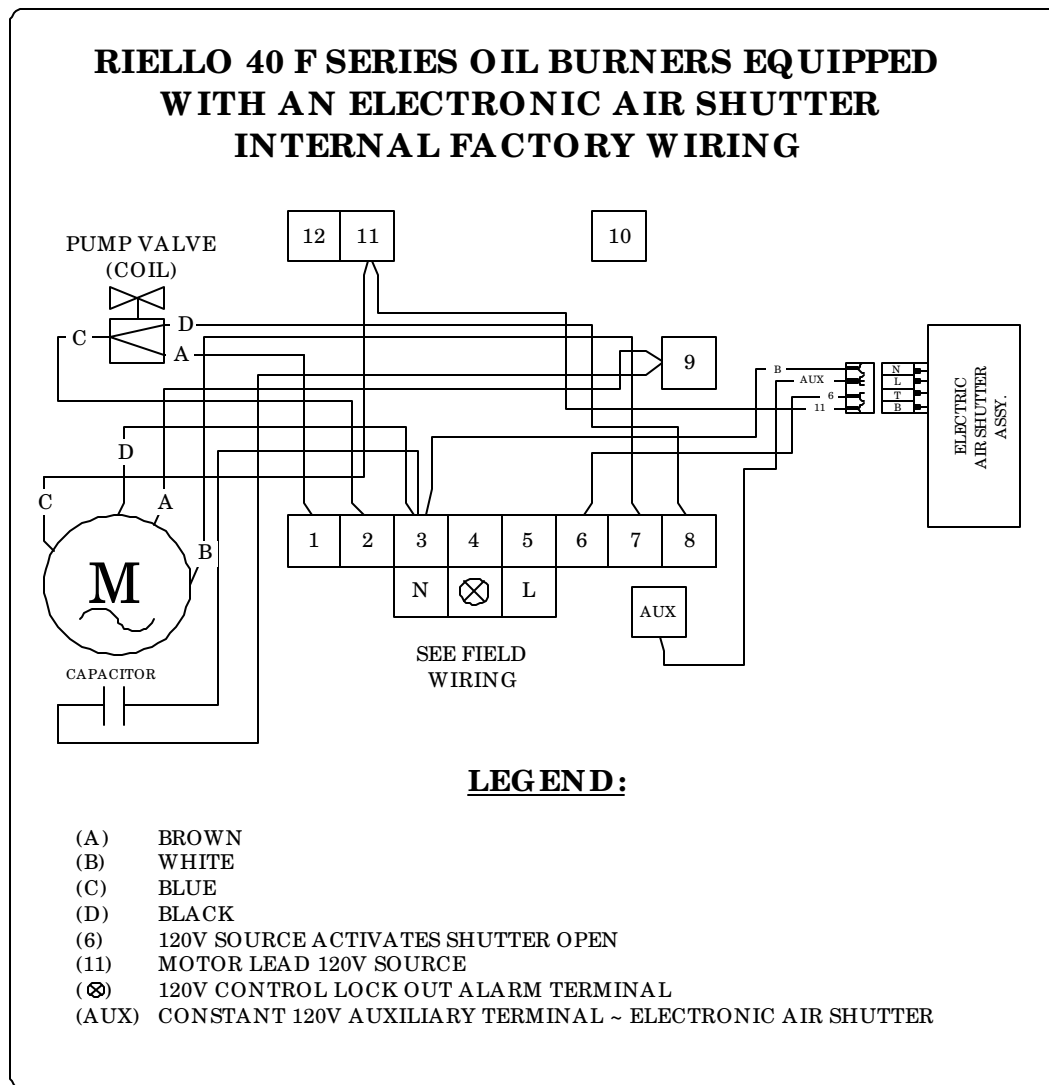 RIELLO 40 F SERIES OIL BURNERS EQUIPPED
WITH AN ELECTRONIC AIR SHUTTER
INTERNAL FACTORY WIRING
PUMP VALVE
(COIL)
12 11
10
C
D
A
9
B
AUX
6
11
N
L
T
B
ELECTRIC
AIR SHUTTER
ASSY.
D
C
A
B
M
1 2 3 4 5 6 7 8
N L
AUX
SEE FIELD
WIRING
CAPACITOR
LEGEND:
(A) BROWN
(B) WHITE
(C) BLUE
(D) BLACK
(6) 120V SOURCE ACTIVATES SHUTTER OPEN
(11) MOTOR LEAD 120V SOURCE
(⊗) 120V CONTROL LOCK OUT ALARM TERMINAL
(AUX) CONSTANT 120V AUXILIARY TERMINAL ~ ELECTRONIC AIR SHUTTER